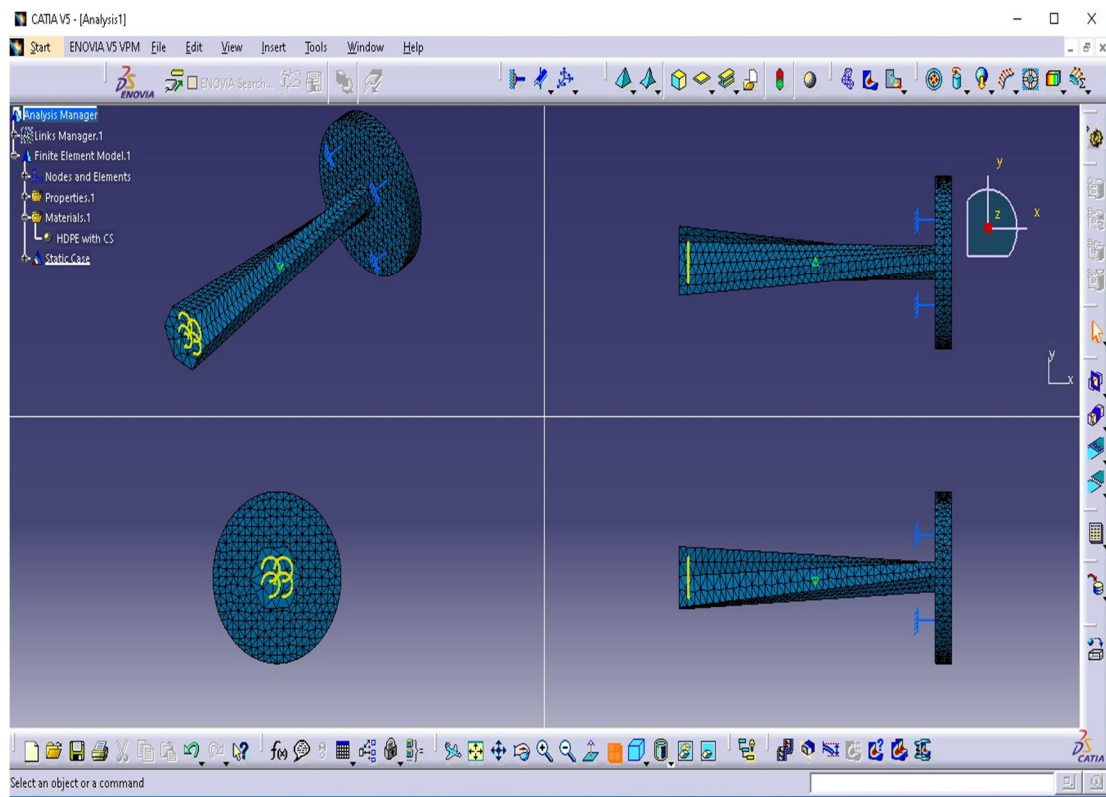 CATIA V5 - [Analysis1]
Start ENOVIA V5 VPM File Edit View Insert Tools Window Help
DS ENOVIA ENOVIA-Search...
Analysis Manager
Links Manager.1
Finite Element Model.1
Nodes and Elements
Properties.1
Materials.1
HDPE with CS
Static Case
y
z x
y
x
f(x)
DS CATIA
Select an object or a command